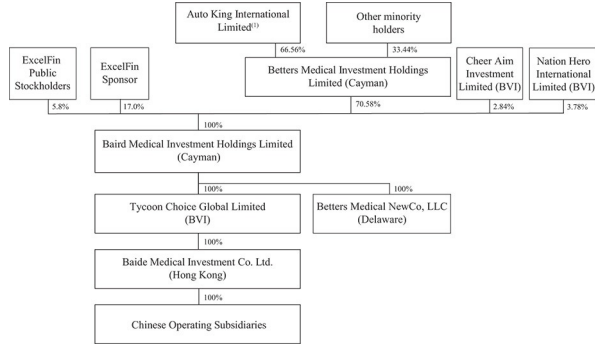 Auto King International
Limited(1)
Other minority
holders
66.56%
33.44%
ExcelFin
Public
Stockholders
ExcelFin
Sponsor
Betters Medical Investment Holdings
Limited (Cayman)
Cheer Aim
Investment
Limited (BVI)
Nation Hero
International
Limited (BVI)
5.8%
17.0%
70.58%
2.84%
3.78%
100%
Baird Medical Investment Holdings Limited
(Cayman)
100%
100%
Tycoon Choice Global Limited
(BVI)
Betters Medical NewCo, LLC
(Delaware)
100%
Baide Medical Investment Co. Ltd.
(Hong Kong)
100%
Chinese Operating Subsidiaries